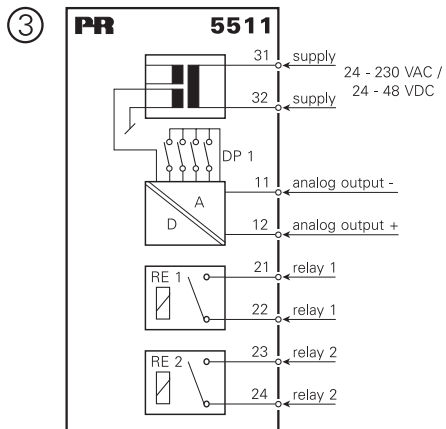 3
PR 5511
31 supply
24 - 230 VAC /
32 supply
24 - 48 VDC
DP 1
11 analog output -
A
D
12 analog output +
21 relay 1
RE 1
22 relay 1
23 relay 2
RE 2
24 relay 2